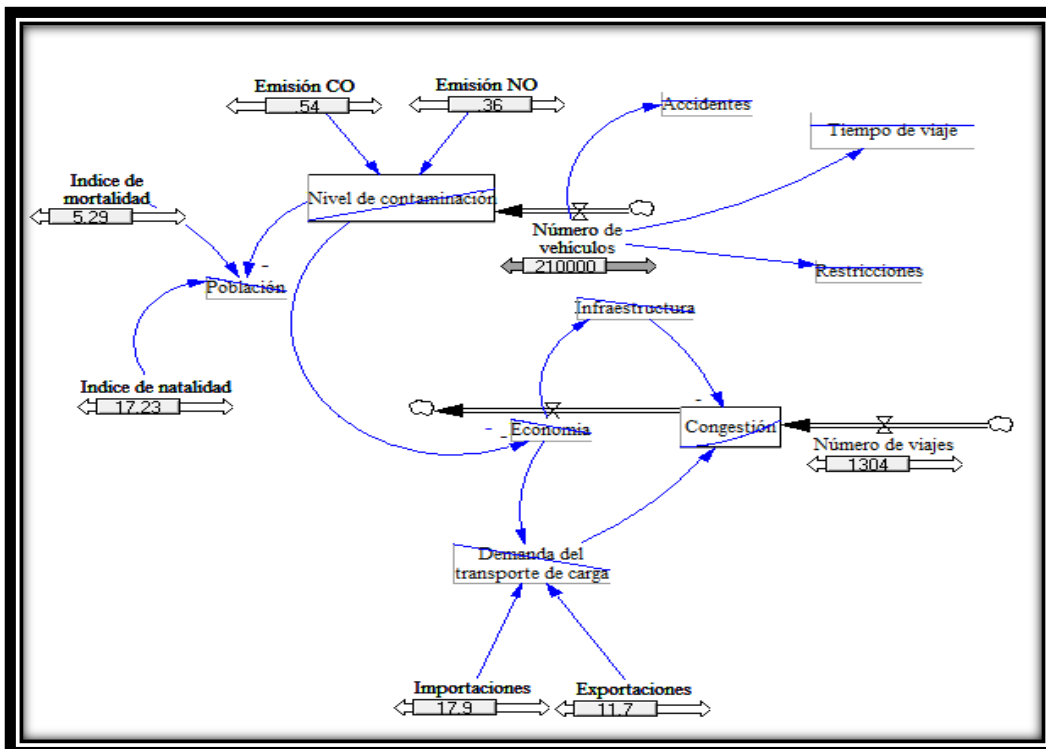 Emisión CO
.54
Emisión NO
.36
Accidentes
Tiempo de viaje
Indice de
mortalidad
5.29
Nivel de contaminación
Número de
vehículos
210000
Restricciones
-
Población
Infraestructura
Indice de natalidad
17.23
-
- -
Economia
Congestión
Número de viajes
1304
Demanda del
transporte de carga
Importaciones
17.9
Exportaciones
11.7